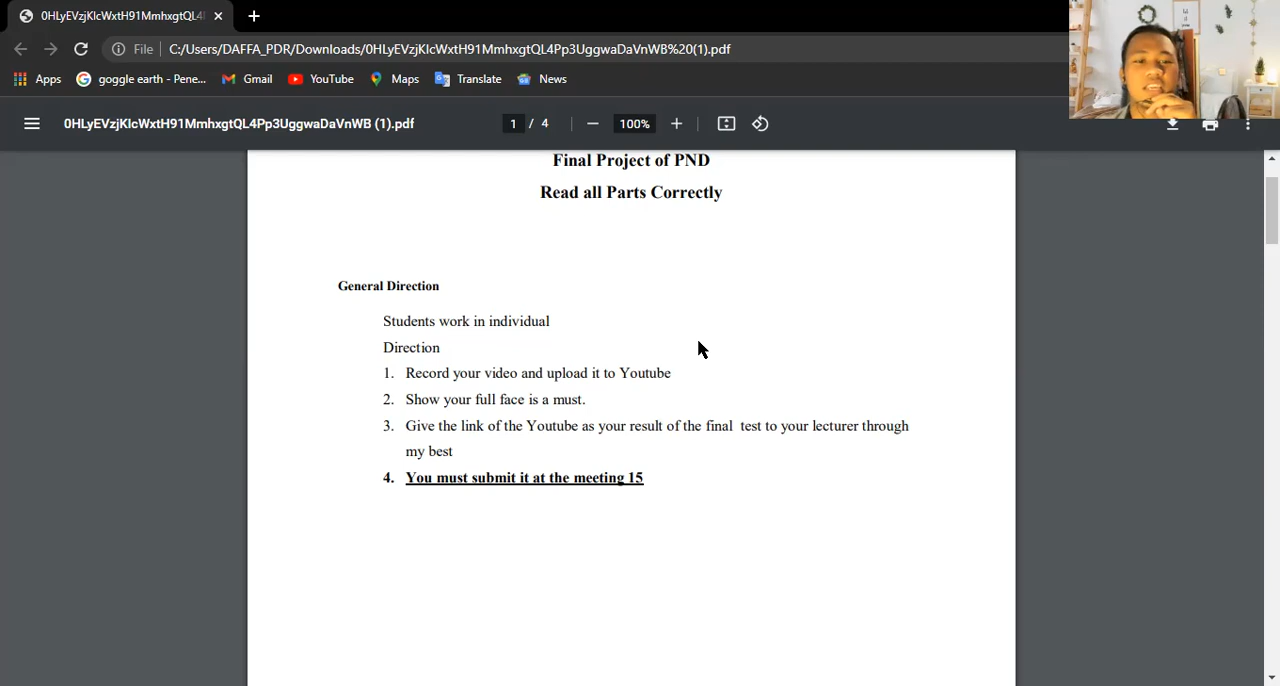 0HLyEVzjKlcWxtH91MmhxgtQL4
File C:/Users/DAFFA_PDR/Downloads/0HLyEVzjKlcWxtH91MmhxgtQL4Pp3UggwaDaVnWB%20(1).pdf
Apps goggle earth - Pene... Gmail YouTube Maps Translate News
0HLyEVzjKlcWxtH91MmhxgtQL4Pp3UggwaDaVnWB (1).pdf 1 / 4 100%
Final Project of PND
Read all Parts Correctly
General Direction
Students work in individual
Direction
1. Record your video and upload it to Youtube
2. Show your full face is a must.
3. Give the link of the Youtube as your result of the final test to your lecturer through
my best
4. You must submit it at the meeting 15